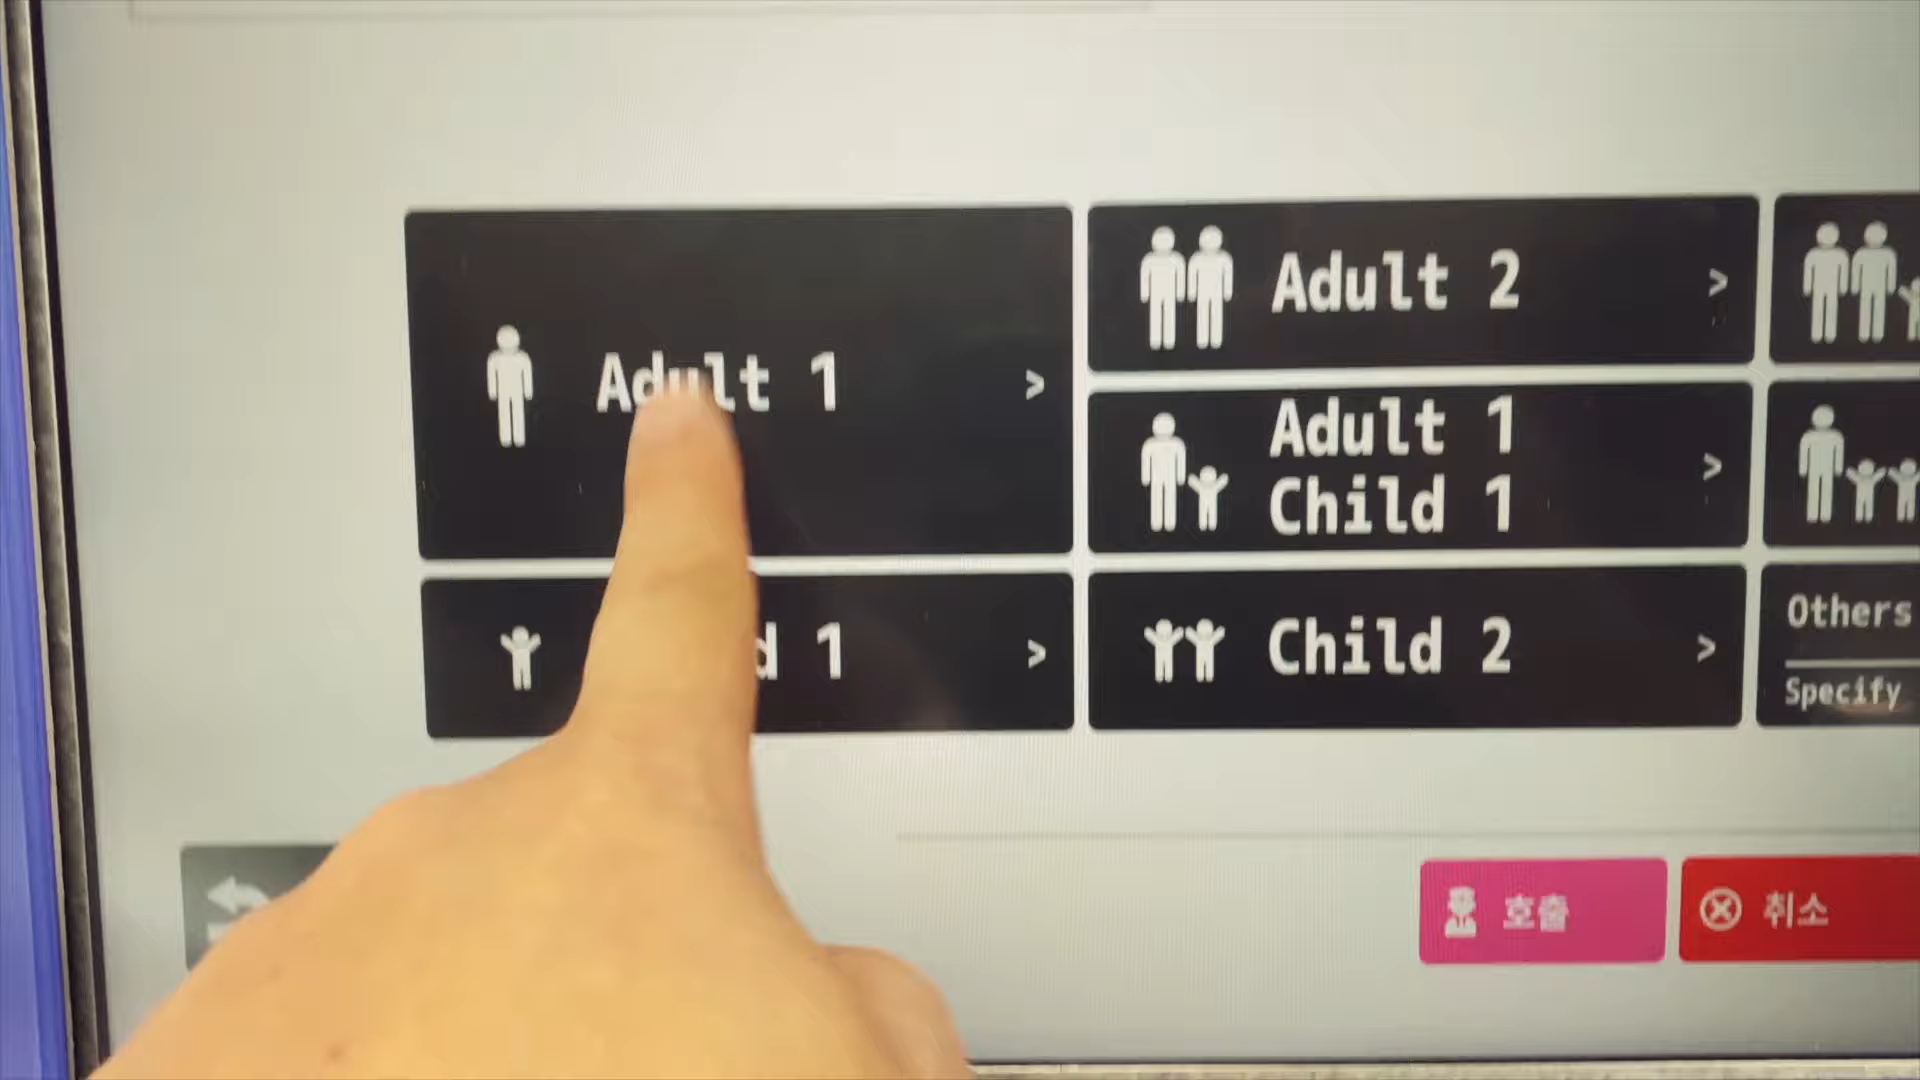 Adult 1 >
Adult 2 >
Adult 1
Child 1 >
1 >
Child 2 >
Others
Specify
호출
취소